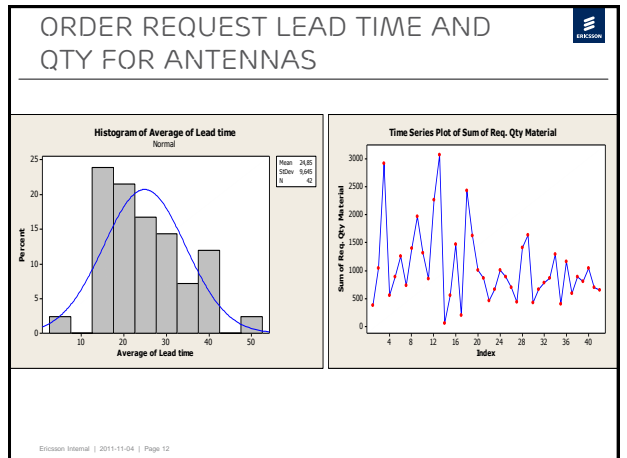 ORDER REQUEST LEAD TIME AND
QTY FOR ANTENNAS
ERICSSON
Histogram of Average of Lead time
Normal
Mean 24,85
StDev 9,645
N 42
25
20
15
10
5
0
Percent
10 20 30 40 50
Average of Lead time
Time Series Plot of Sum of Req. Qty Material
3000
2500
2000
1500
1000
500
0
Sum of Req. Qty Material
4 8 12 16 20 24 28 32 36 40
Index
Ericsson Internal | 2011-11-04 | Page 12